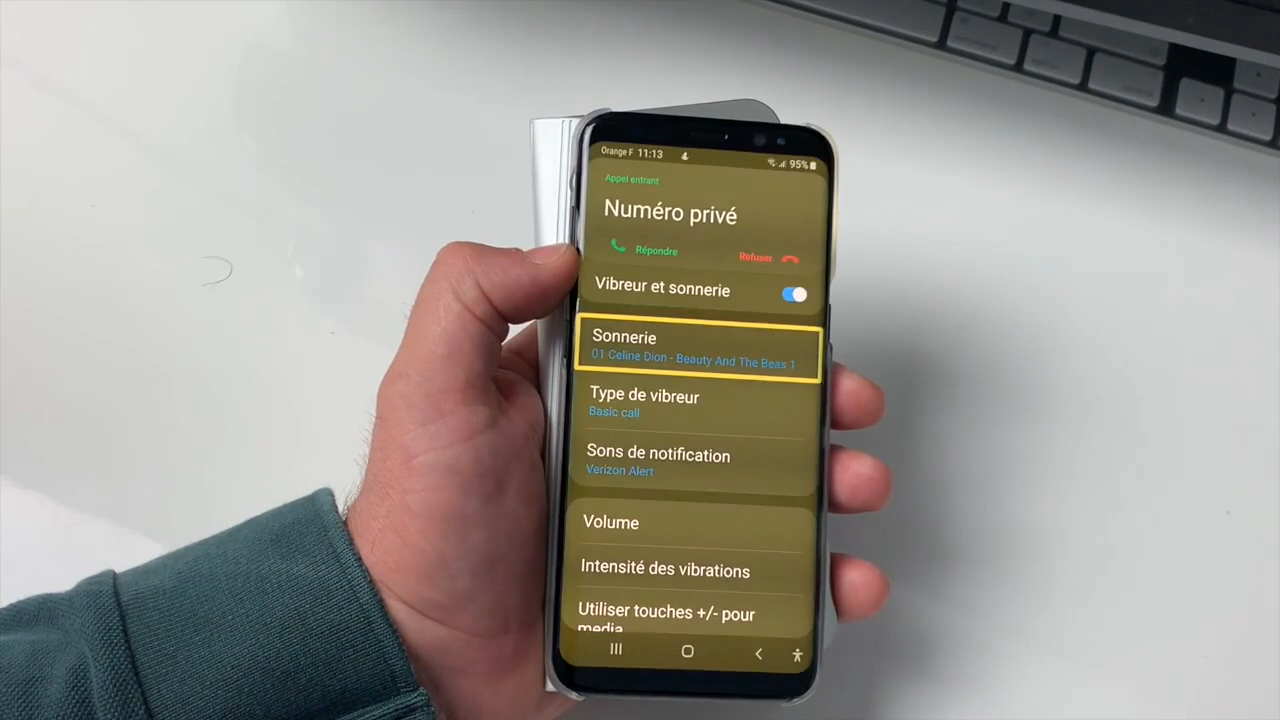 Orange F 11:13 95%
Appel entrant
Numéro privé
Répondre Refuser
Vibreur et sonnerie
Sonnerie
01 Celine Dion - Beauty And The Beas 1
Type de vibreur
Basic call
Sons de notification
Verizon Alert
Volume
Intensité des vibrations
Utiliser touches +/- pour
media